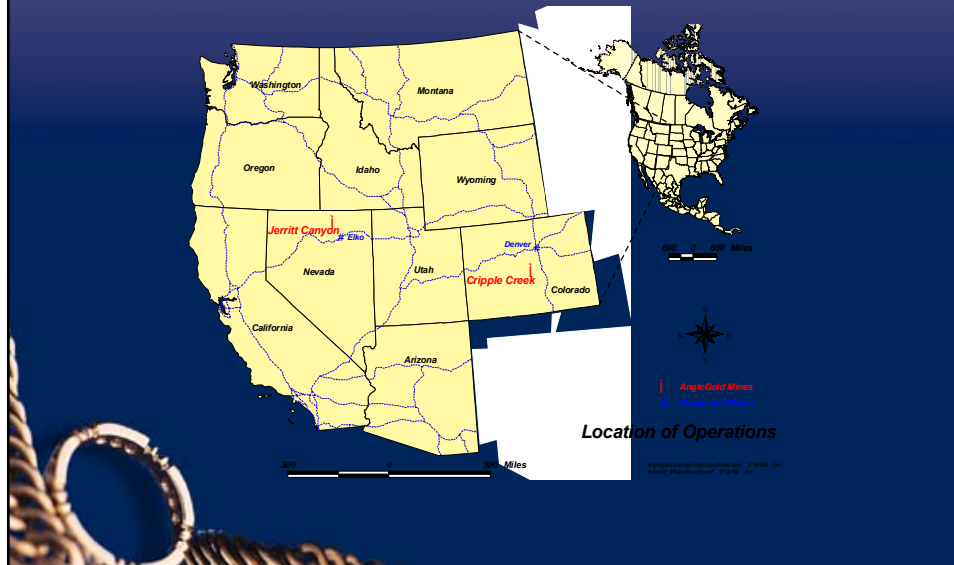 Washington
Montana
Oregon
Idaho
Wyoming
Jerritt Canyon
# Elko
Denver #
Nevada
Utah
Cripple Creek
Colorado
California
Arizona
600 0 600 Miles
N
W E
S
AngloGold Mines
#
Location of Operations
300 0 300 Miles